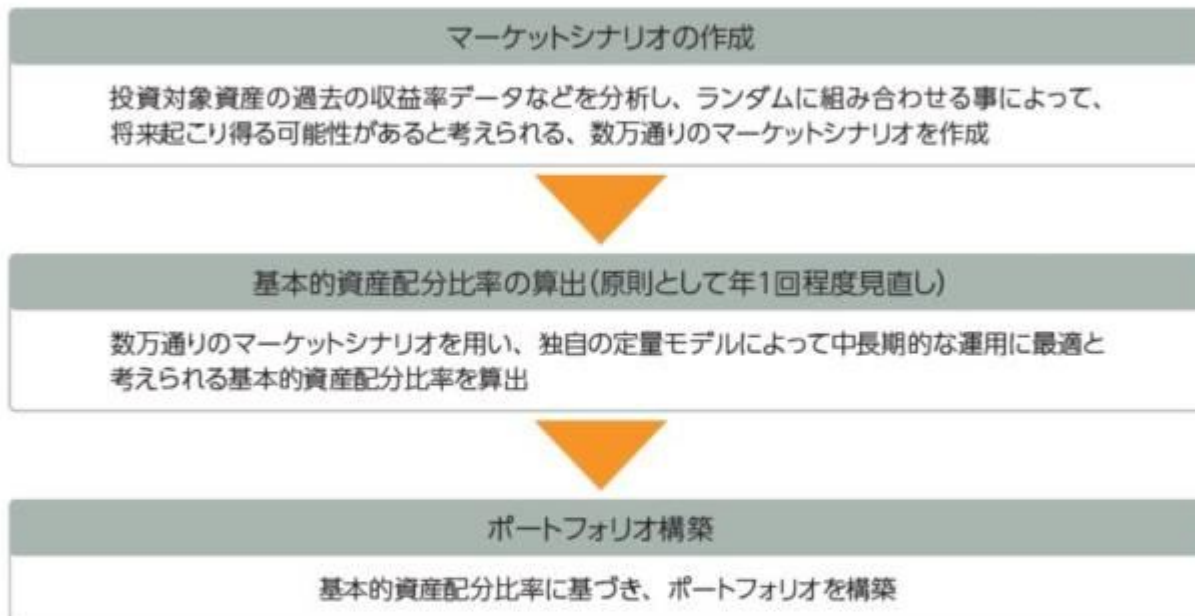 マーケットシナリオの作成
投資対象資産の過去の収益率データなどを分析し、ランダムに組み合わせる事によって、
将来起こり得る可能性があると考えられる、数万通りのマーケットシナリオを作成
基本的資産配分比率の算出(原則として年1回程度見直し)
数万通りのマーケットシナリオを用い、独自の定量モデルによって中長期的な運用に最適と
考えられる基本的資産配分比率を算出
ポートフォリオ構築
基本的資産配分比率に基づき、ポートフォリオを構築